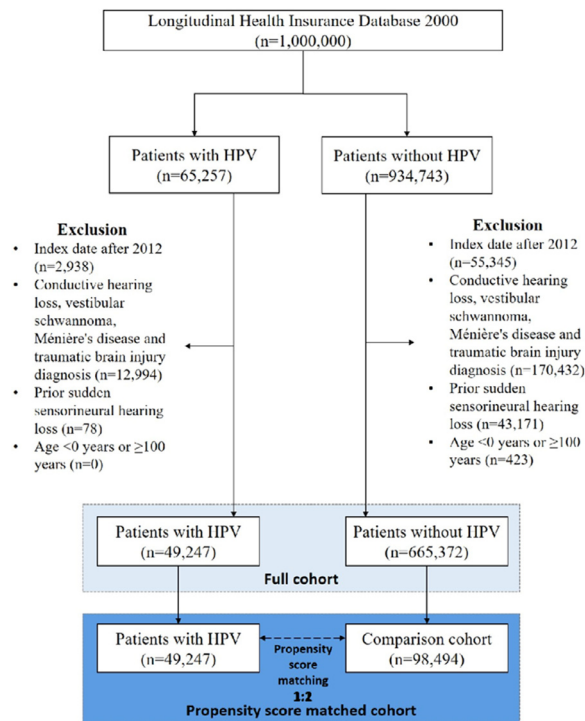 Longitudinal Health Insurance Database 2000
(n=1,000,000)
Patients with HPV
(n=65,257)
Patients without HPV
(n=934,743)
Exclusion
• Index date after 2012
(n=2,938)
• Conductive hearing
loss, vestibular
schwannoma,
Ménière's disease and
traumatic brain injury
diagnosis (n=12,994)
• Prior sudden
sensorineural hearing
loss (n=78)
• Age <0 years or ≥100
years (n=0)
Exclusion
▪ Index date after 2012
(n=55,345)
▪ Conductive hearing
loss, vestibular
schwannoma,
Ménière's disease and
traumatic brain injury
diagnosis (n=170,432)
▪ Prior sudden
sensorineural hearing
loss (n=43,171)
▪ Age <0 years or ≥100
years (n=423)
Patients with HPV
(n=49,247)
Patients without HPV
(n=665,372)
Full cohort
Patients with HPV
(n=49,247)
Propensity
score
matching
1:2
Comparison cohort
(n=98,494)
Propensity score matched cohort